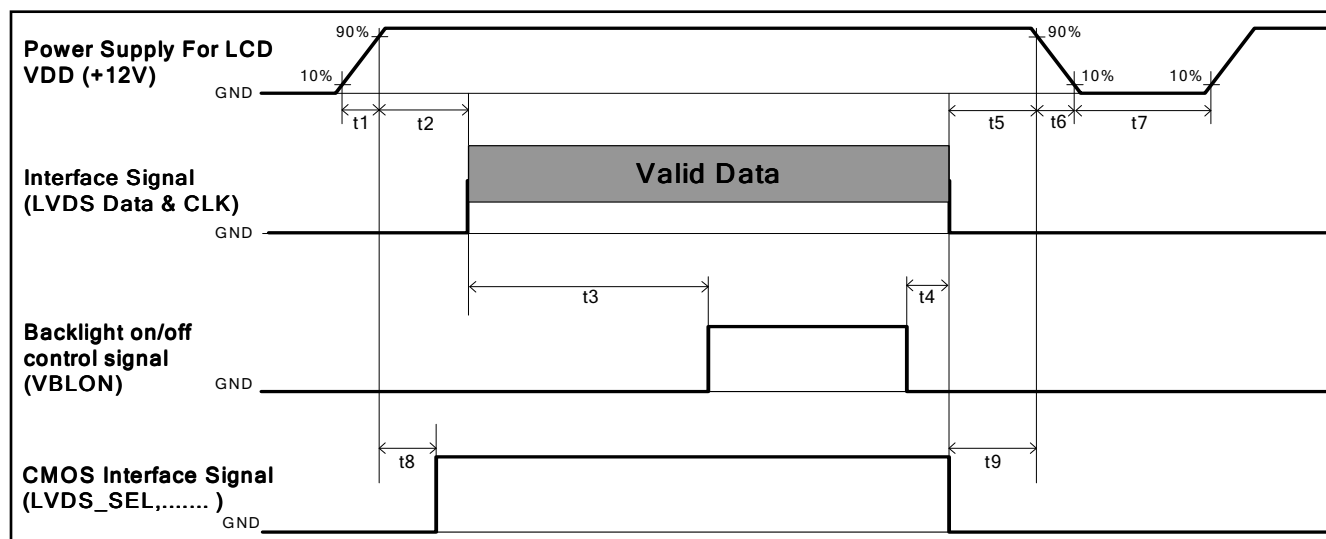 Power Supply For LCD
VDD (+12V)
90%
10%
GND
90%
10%
10%
t1
t2
t5
t6
t7
Interface Signal
(LVDS Data & CLK)
Valid Data
GND
t3
t4
Backlight on/off
control signal
(VBLON)
GND
t8
t9
CMOS Interface Signal
(LVDS_SEL,....... )
GND